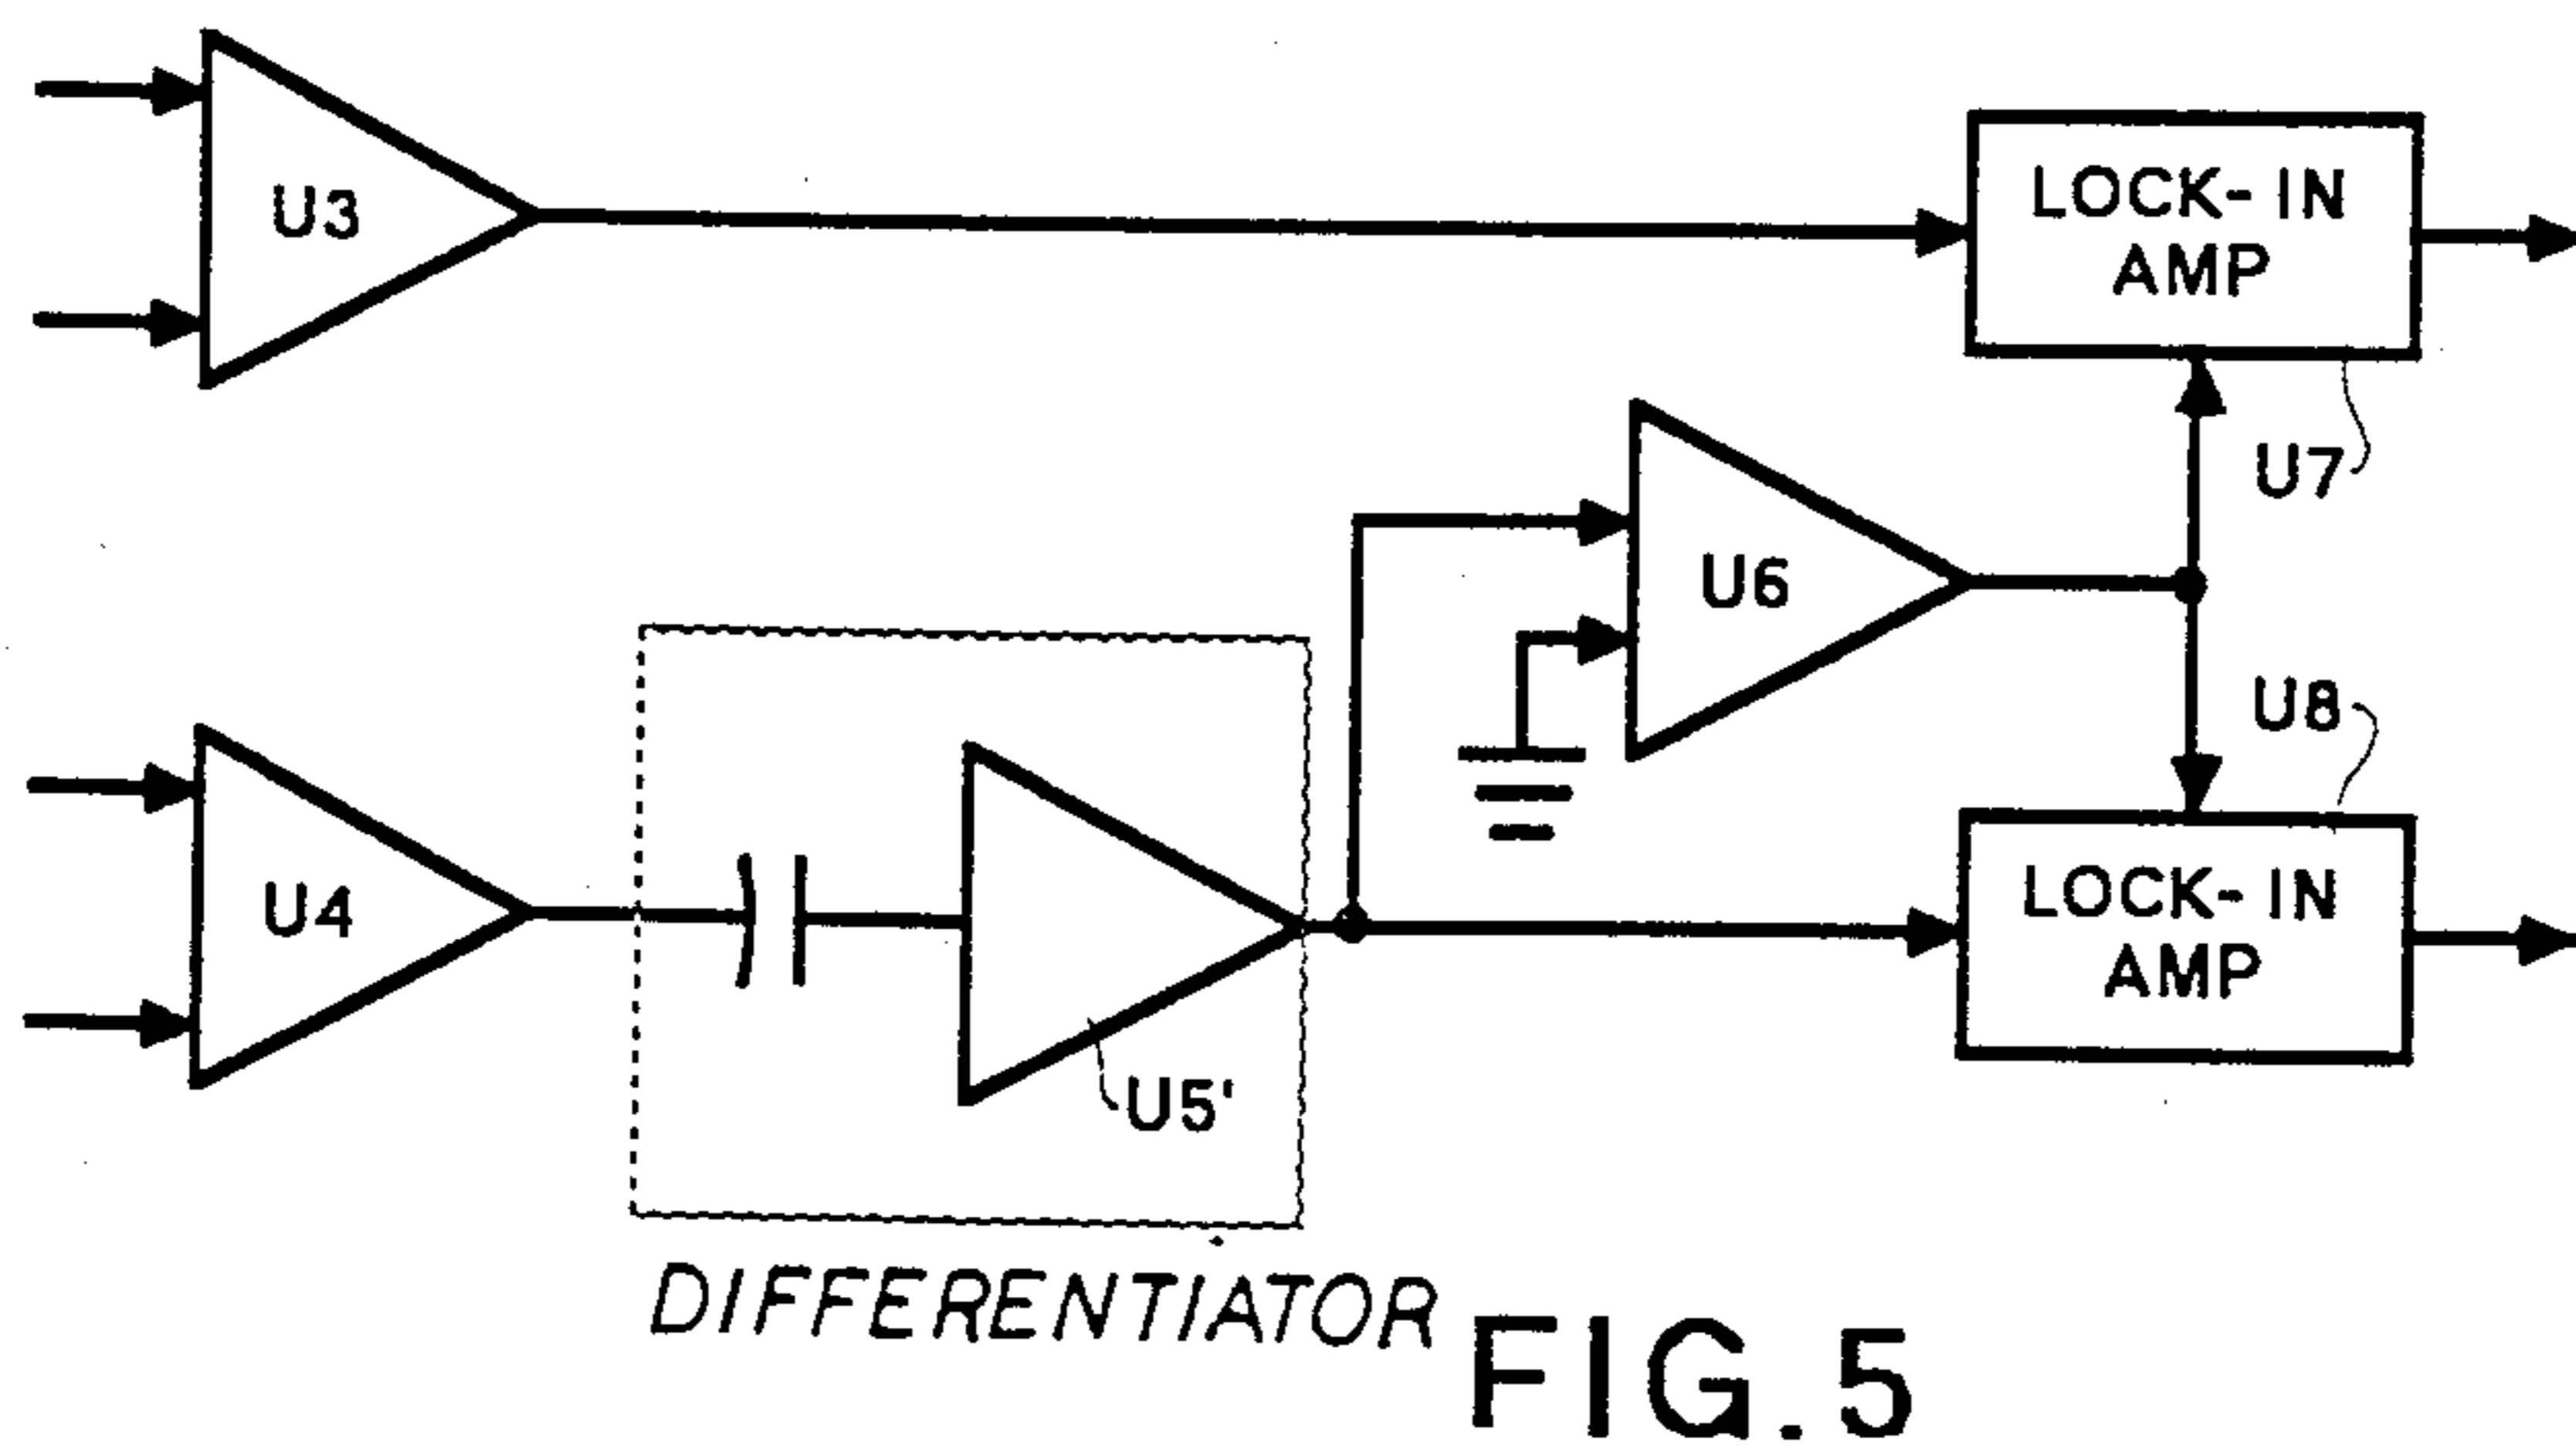 U3
LOCK-IN
AMP
U7
U6
U8
U4
LOCK-IN
AMP
U5'
DIFFERENTIATOR
FIG. 5